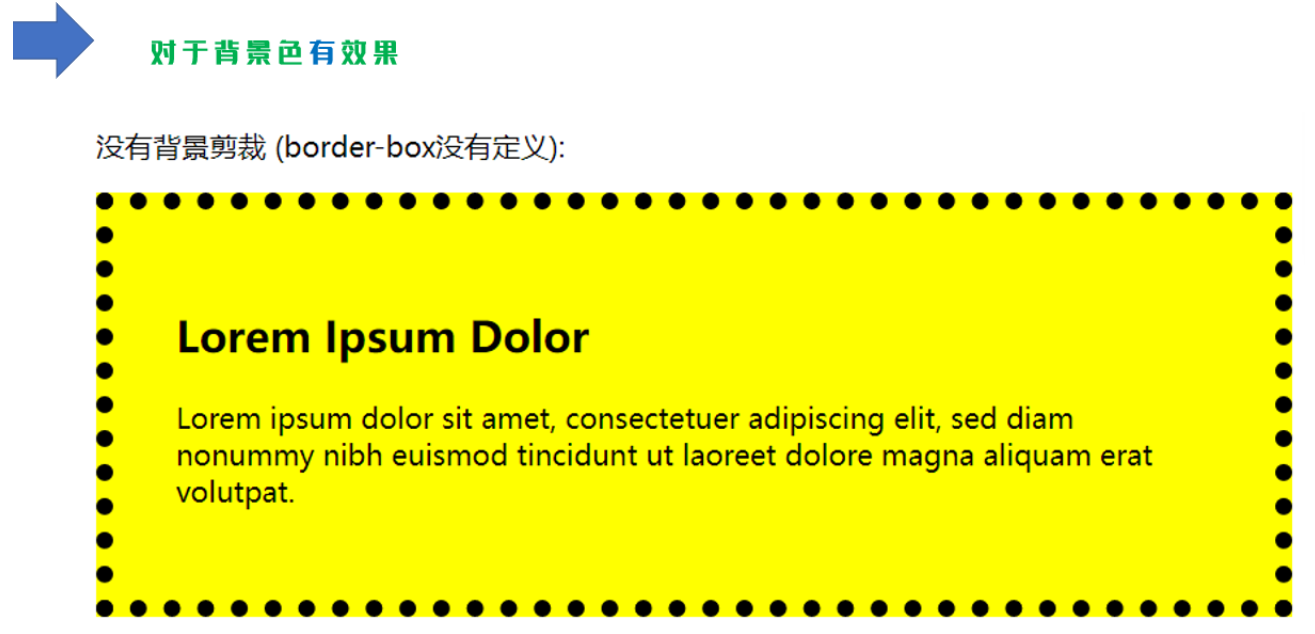 对于背景色有效果
没有背景剪裁 (border-box没有定义):
Lorem Ipsum Dolor
Lorem ipsum dolor sit amet, consectetuer adipiscing elit, sed diam
nonummy nibh euismod tincidunt ut laoreet dolore magna aliquam erat
volutpat.